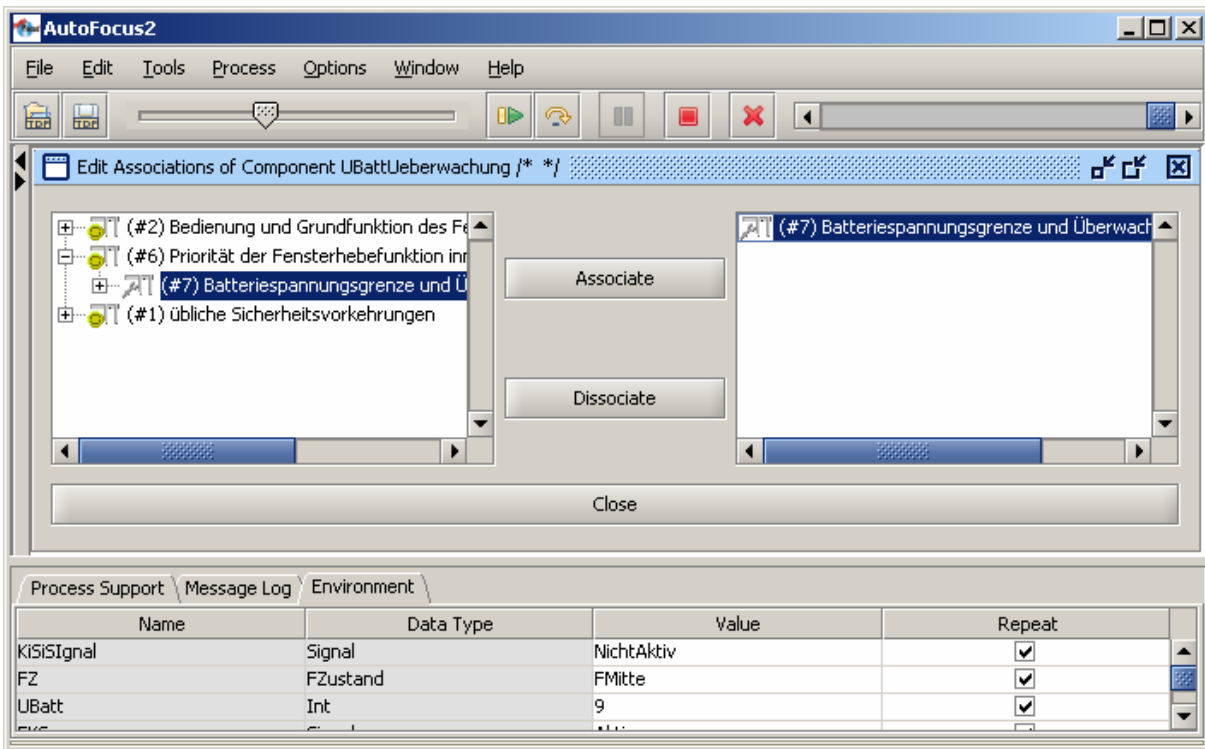 AutoFocus2
File Edit Tools Process Options Window Help
Edit Associations of Component UBattUeberwachung /* */
(#2) Bedienung und Grundfunktion des Fe
(#6) Priorität der Fensterhebefunktion inr
(#7) Batteriespannungsgrenze und Ü
(#1) übliche Sicherheitsvorkehrungen
Associate
Dissociate
(#7) Batteriespannungsgrenze und Überwach
Close
Process Support Message Log Environment
Name Data Type Value Repeat
KiSiSIgnal Signal NichtAktiv
FZ FZustand FMitte
UBatt Int 9